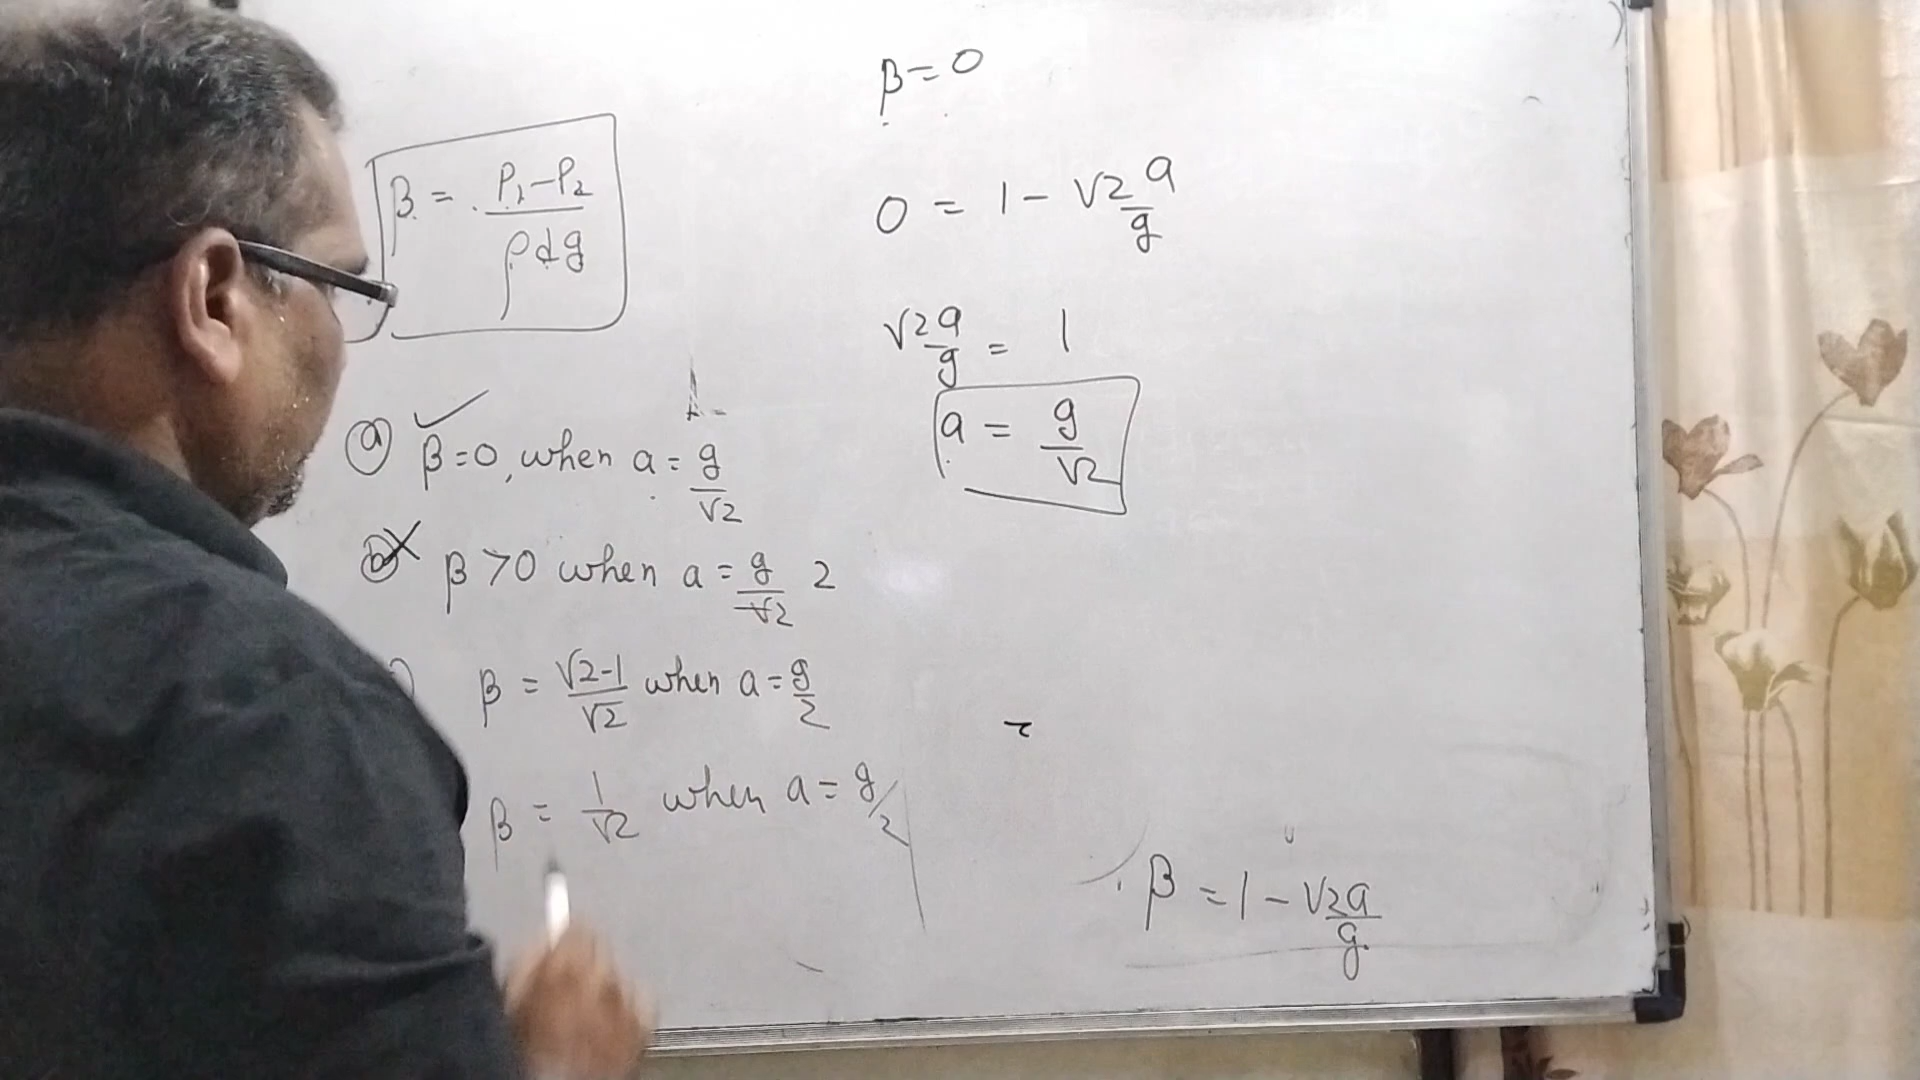 β = P₁-P₂ / ρdg
ⓐ β=0, when a = g/√2
ⓑ β >0 when a = g/√2 2
β = √2-1/√2 when a = g/2
β = 1/√2 when a = g/2
β = 0
0 = 1 - √2 a/g
√2 a/g = 1
a = g/√2
β = 1 - √2a/g